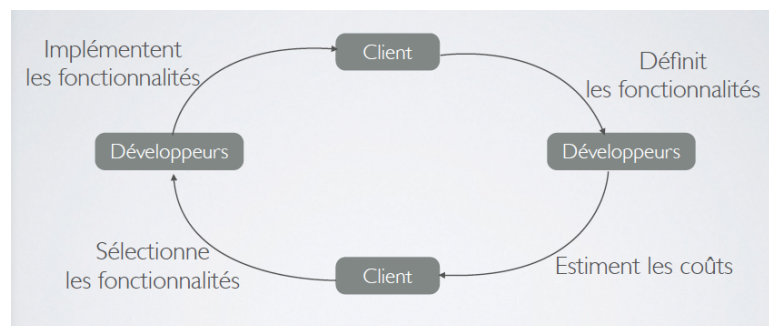 Implémentent
les fonctionnalités
Client
Définit
les fonctionnalités
Développeurs
Développeurs
Sélectionne
les fonctionnalités
Client
Estiment les coûts